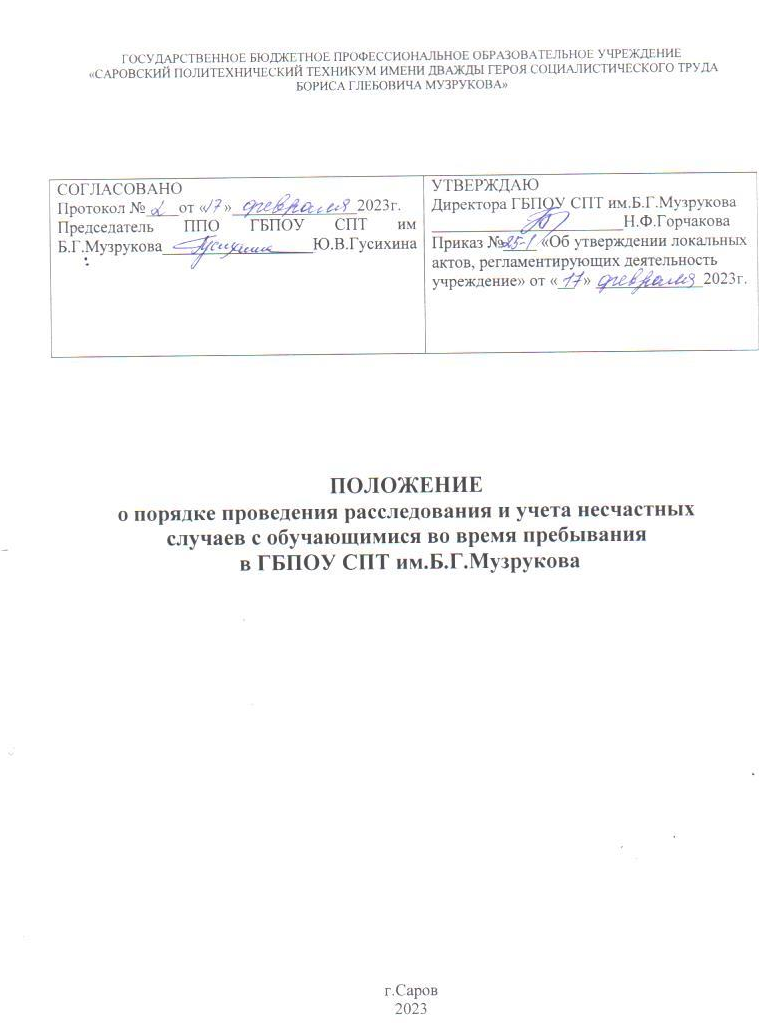 ГОСУДАРСТВЕННОЕ БЮДЖЕТНОЕ ПРОФЕССИОНАЛЬНОЕ ОБРАЗОВАТЕЛЬНОЕ УЧРЕЖДЕНИЕ
«САРОВСКИЙ ПОЛИТЕХНИЧЕСКИЙ ТЕХНИКУМ ИМЕНИ ДВАЖДЫ ГЕРОЯ СОЦИАЛИСТИЧЕСКОГО ТРУДА
БОРИСА ГЛЕБОВИЧА МУЗРУКОВА»
СОГЛАСОВАНО
Протокол № 2 от «17» февраля 2023г.
Председатель ППО ГБПОУ СПТ им
Б.Г.Музрукова Гусихина Ю.В.Гусихина
УТВЕРЖДАЮ
Директора ГБПОУ СПТ им.Б.Г.Музрукова
Н.Ф.Горчакова
Приказ №25-1 «Об утверждении локальных
актов, регламентирующих деятельность
учреждение» от «17» февраля 2023г.
ПОЛОЖЕНИЕ
о порядке проведения расследования и учета несчастных
случаев с обучающимися во время пребывания
в ГБПОУ СПТ им.Б.Г.Музрукова
г.Саров
2023